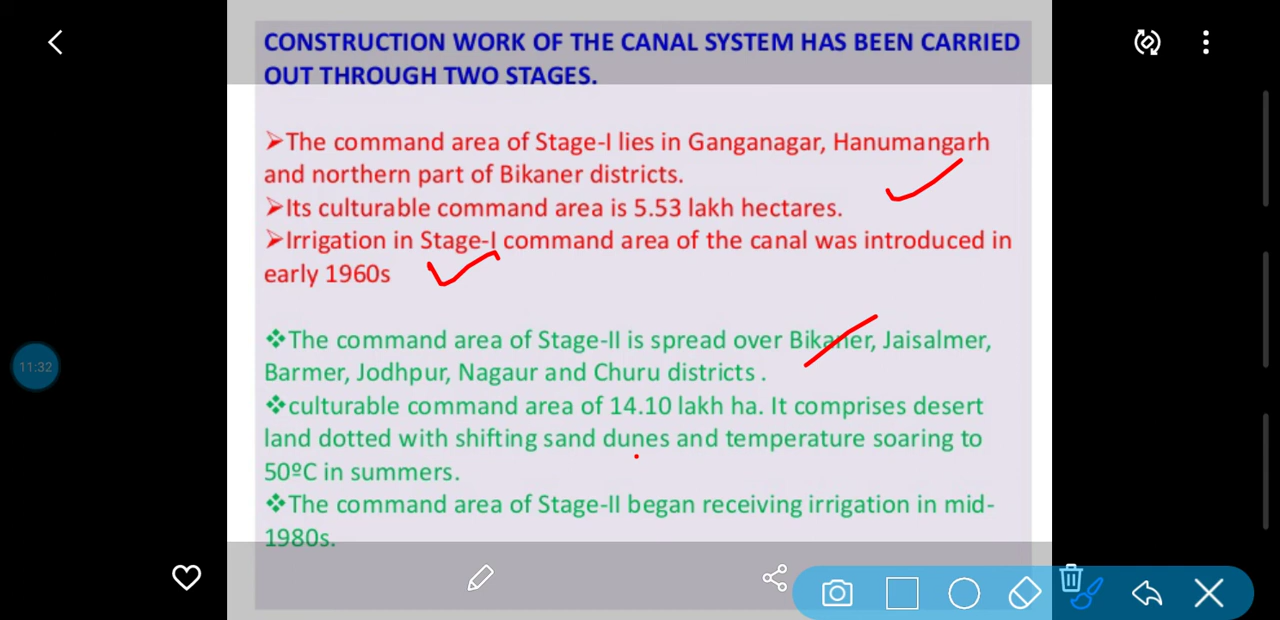 CONSTRUCTION WORK OF THE CANAL SYSTEM HAS BEEN CARRIED
OUT THROUGH TWO STAGES.
➢The command area of Stage-I lies in Ganganagar, Hanumangarh
and northern part of Bikaner districts.
➢Its culturable command area is 5.53 lakh hectares.
➢Irrigation in Stage-I command area of the canal was introduced in
early 1960s
❖The command area of Stage-II is spread over Bikaner, Jaisalmer,
Barmer, Jodhpur, Nagaur and Churu districts .
❖culturable command area of 14.10 lakh ha. It comprises desert
land dotted with shifting sand dunes and temperature soaring to
50ºC in summers.
❖The command area of Stage-II began receiving irrigation in mid-
1980s.
11:32